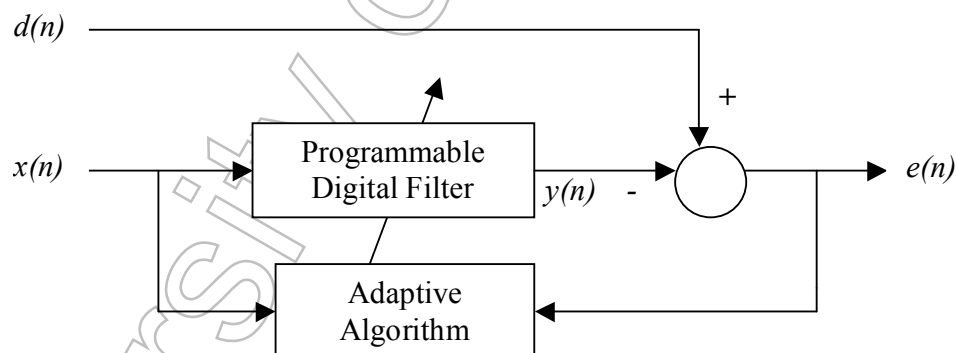 d(n)
+
Programmable
Digital Filter
x(n)
y(n)
-
e(n)
Adaptive
Algorithm